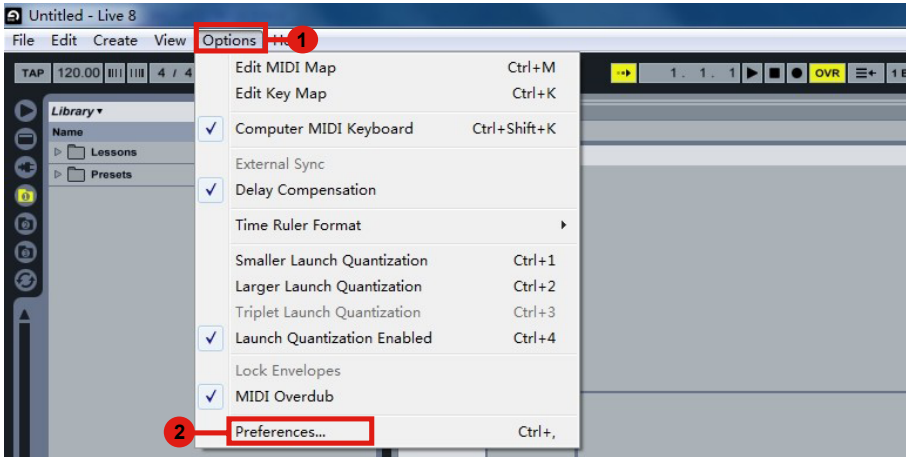 Untitled - Live 8
File Edit Create View Options 1
TAP 120.00 4 / 4 1 . 1 . 1 OVR
Library
Name
Lessons
Presets
Edit MIDI Map Ctrl+M
Edit Key Map Ctrl+K
Computer MIDI Keyboard Ctrl+Shift+K
External Sync
Delay Compensation
Time Ruler Format
Smaller Launch Quantization Ctrl+1
Larger Launch Quantization Ctrl+2
Triplet Launch Quantization Ctrl+3
Launch Quantization Enabled Ctrl+4
Lock Envelopes
MIDI Overdub
2 Preferences... Ctrl+,